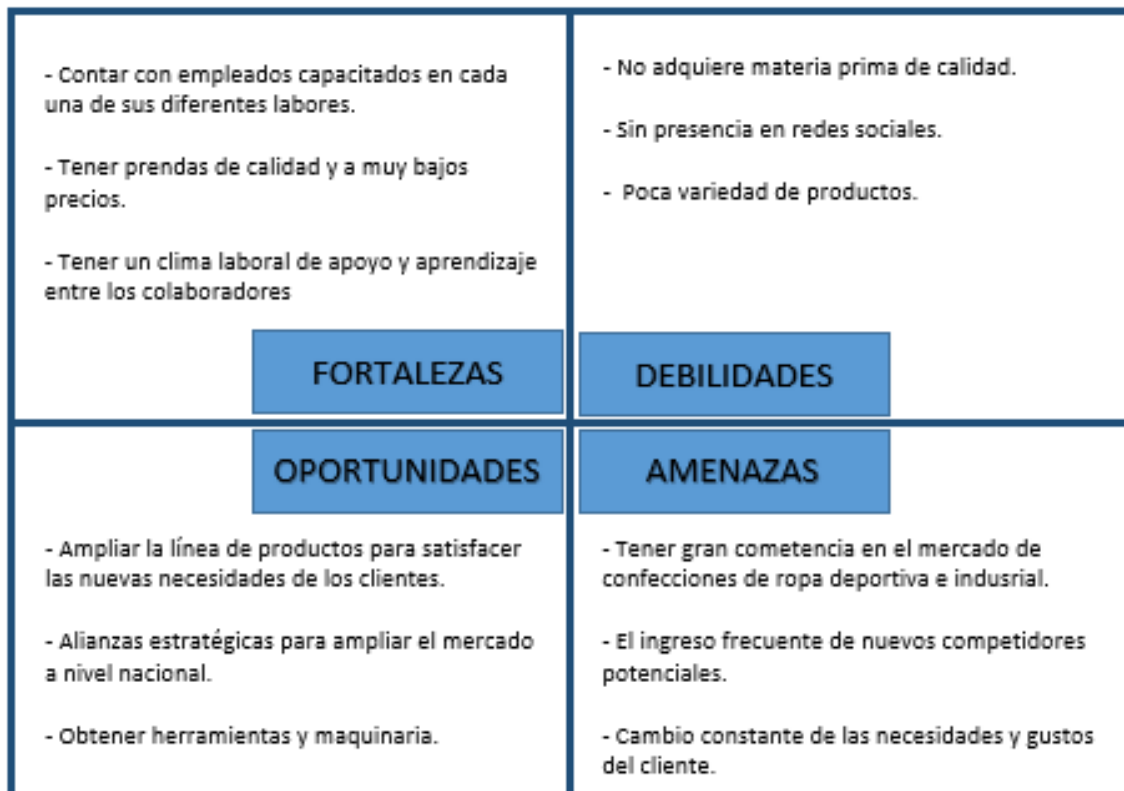 - Contar con empleados capacitados en cada
una de sus diferentes labores.
- Tener prendas de calidad y a muy bajos
precios.
- Tener un clima laboral de apoyo y aprendizaje
entre los colaboradores
FORTALEZAS
- No adquiere materia prima de calidad.
- Sin presencia en redes sociales.
- Poca variedad de productos.
DEBILIDADES
OPORTUNIDADES
- Ampliar la línea de productos para satisfacer
las nuevas necesidades de los clientes.
- Alianzas estratégicas para ampliar el mercado
a nivel nacional.
- Obtener herramientas y maquinaria.
AMENAZAS
- Tener gran cometencia en el mercado de
confecciones de ropa deportiva e indusrial.
- El ingreso frecuente de nuevos competidores
potenciales.
- Cambio constante de las necesidades y gustos
del cliente.